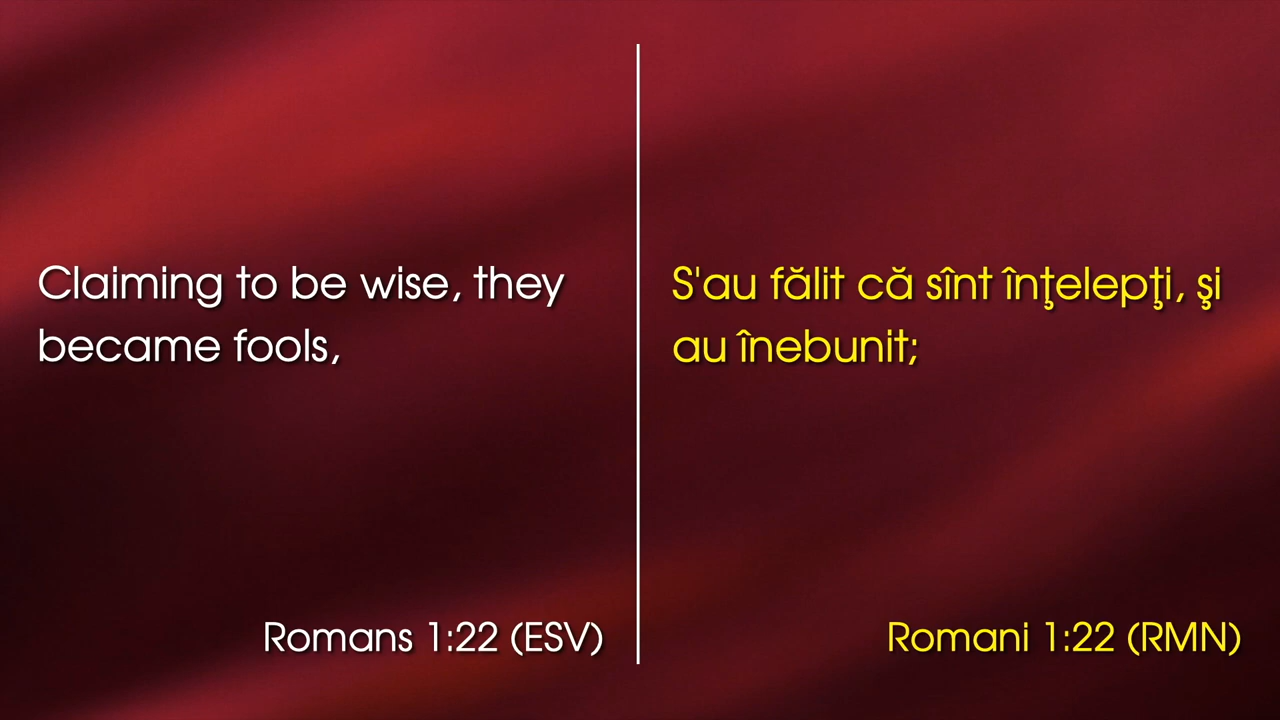 Claiming to be wise, they
became fools,
Romans 1:22 (ESV)
S'au fălit că sînt înţelepţi, şi
au înebunit;
Romani 1:22 (RMN)